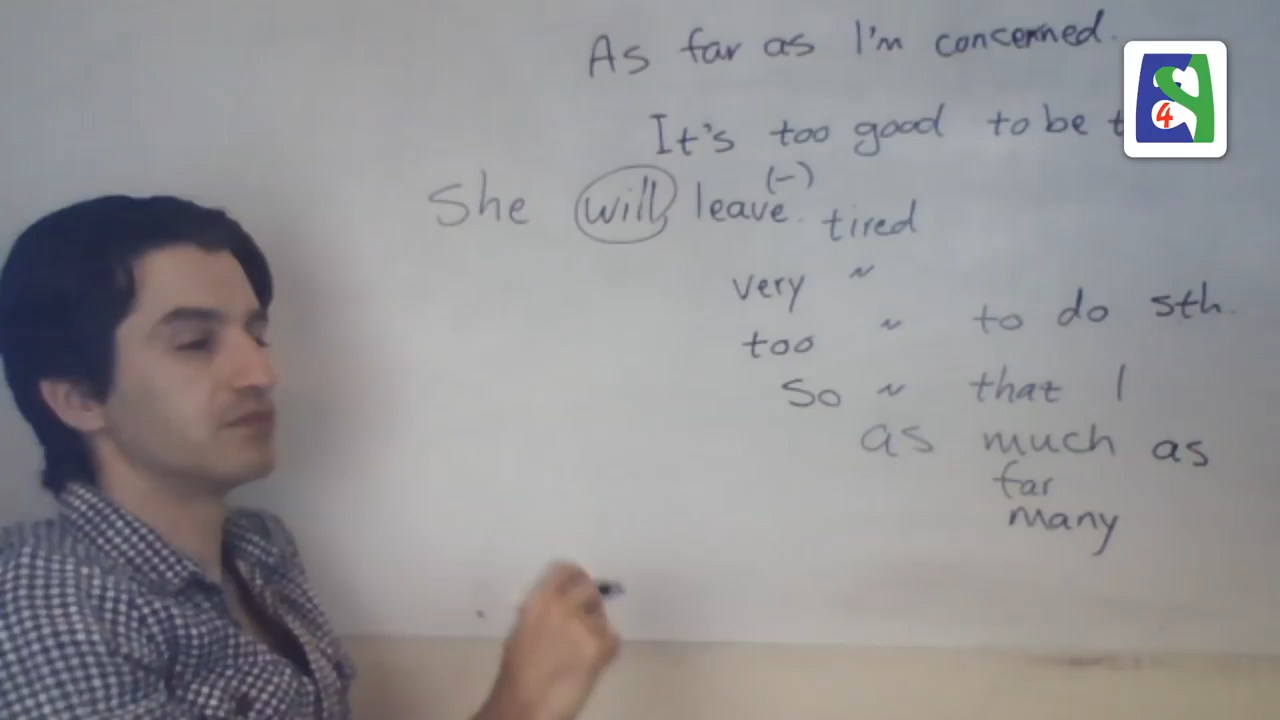 As far as I'm concerned.
It's too good to be t
She will leave. (-) tired
very ~
too ~ to do sth.
so ~ that I
as much as
far
many
4